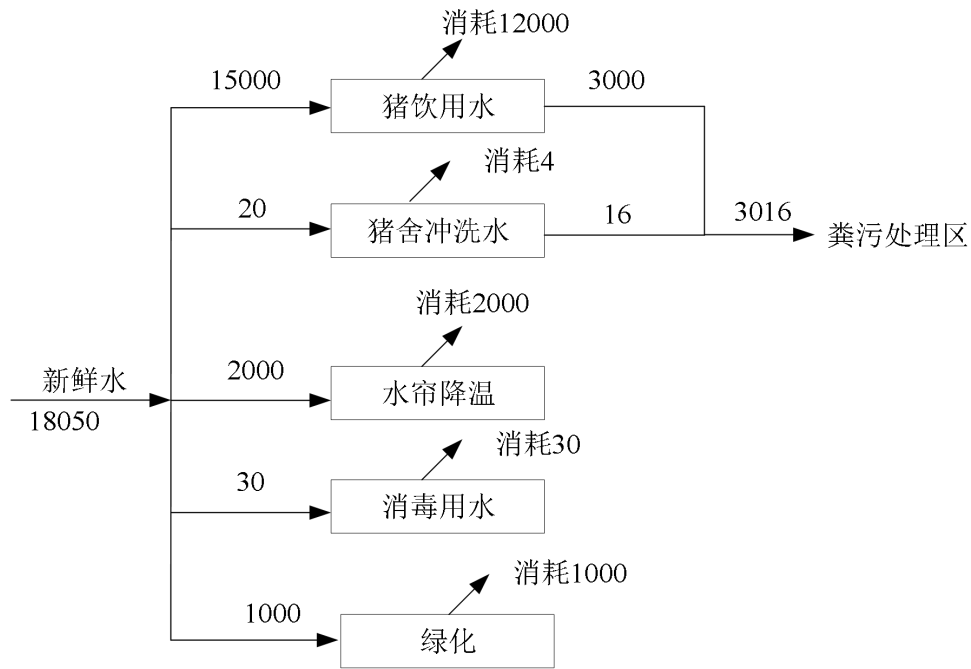 消耗12000
15000
猪饮用水
3000
消耗4
20
猪舍冲洗水
16
3016
粪污处理区
消耗2000
新鲜水
18050
2000
水帘降温
消耗30
30
消毒用水
消耗1000
1000
绿化